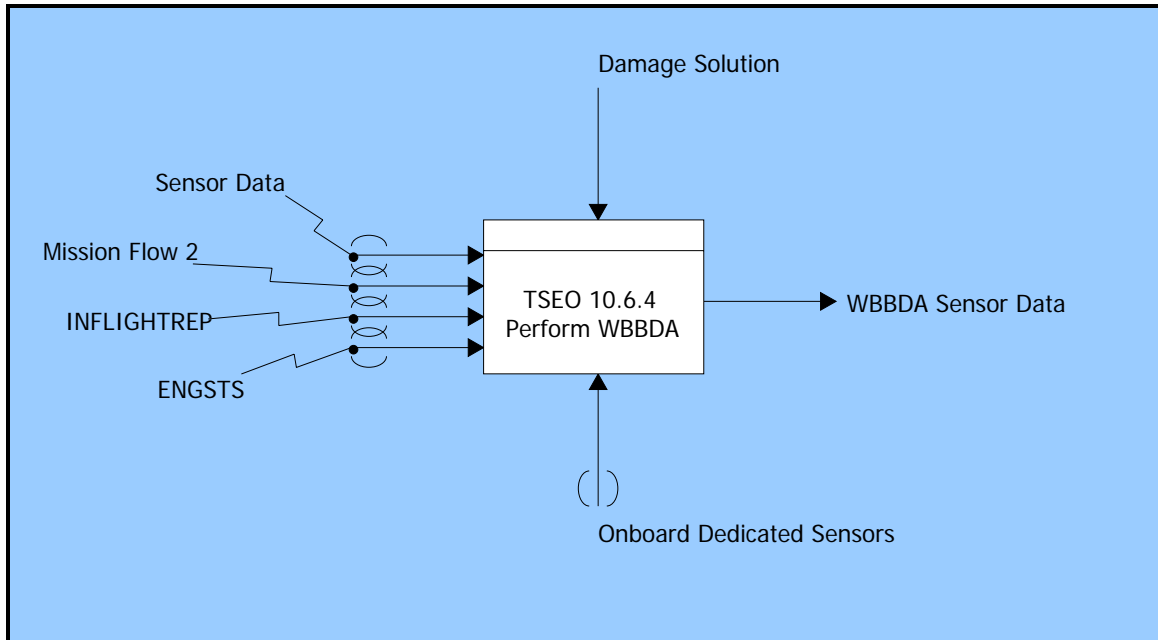 Damage Solution
Sensor Data
Mission Flow 2
INFLIGHTREP
ENGSTS
TSEO 10.6.4
Perform WBBDA
WBBDA Sensor Data
Onboard Dedicated Sensors